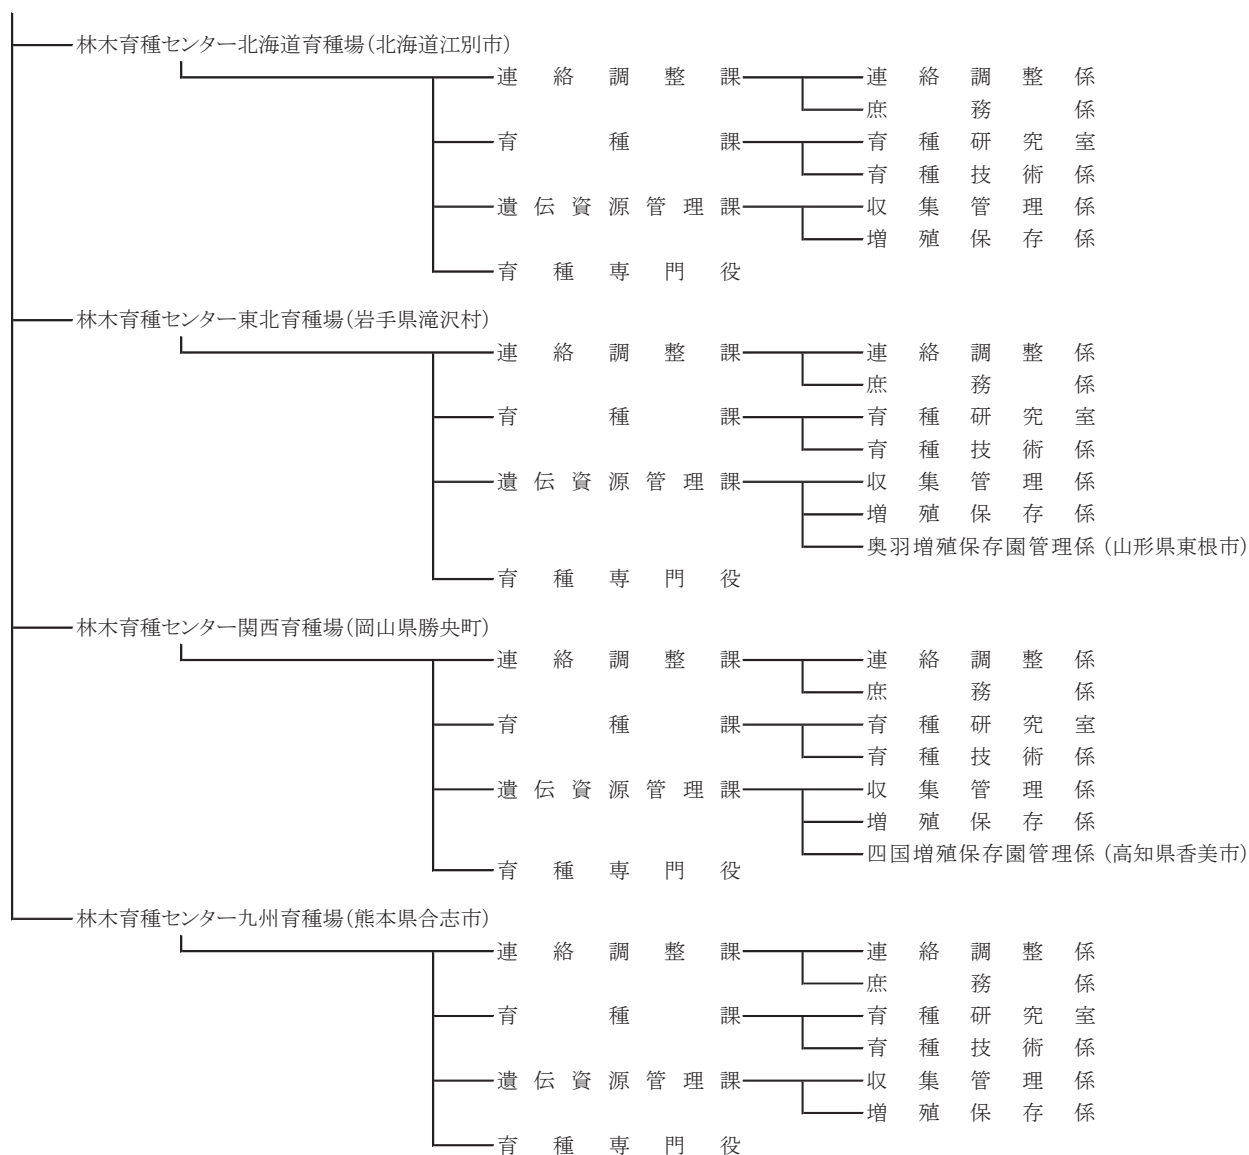 林木育種センター北海道育種場(北海道江別市)
連絡調整課 連絡調整係
庶務係
育種課 育種研究室
育種技術係
遺伝資源管理課 収集管理係
増殖保存係
育種専門役
林木育種センター東北育種場(岩手県滝沢村)
連絡調整課 連絡調整係
庶務係
育種課 育種研究室
育種技術係
遺伝資源管理課 収集管理係
増殖保存係
奥羽増殖保存園管理係 (山形県東根市)
育種専門役
林木育種センター関西育種場(岡山県勝央町)
連絡調整課 連絡調整係
庶務係
育種課 育種研究室
育種技術係
遺伝資源管理課 収集管理係
増殖保存係
四国増殖保存園管理係 (高知県香美市)
育種専門役
林木育種センター九州育種場(熊本県合志市)
連絡調整課 連絡調整係
庶務係
育種課 育種研究室
育種技術係
遺伝資源管理課 収集管理係
増殖保存係
育種専門役